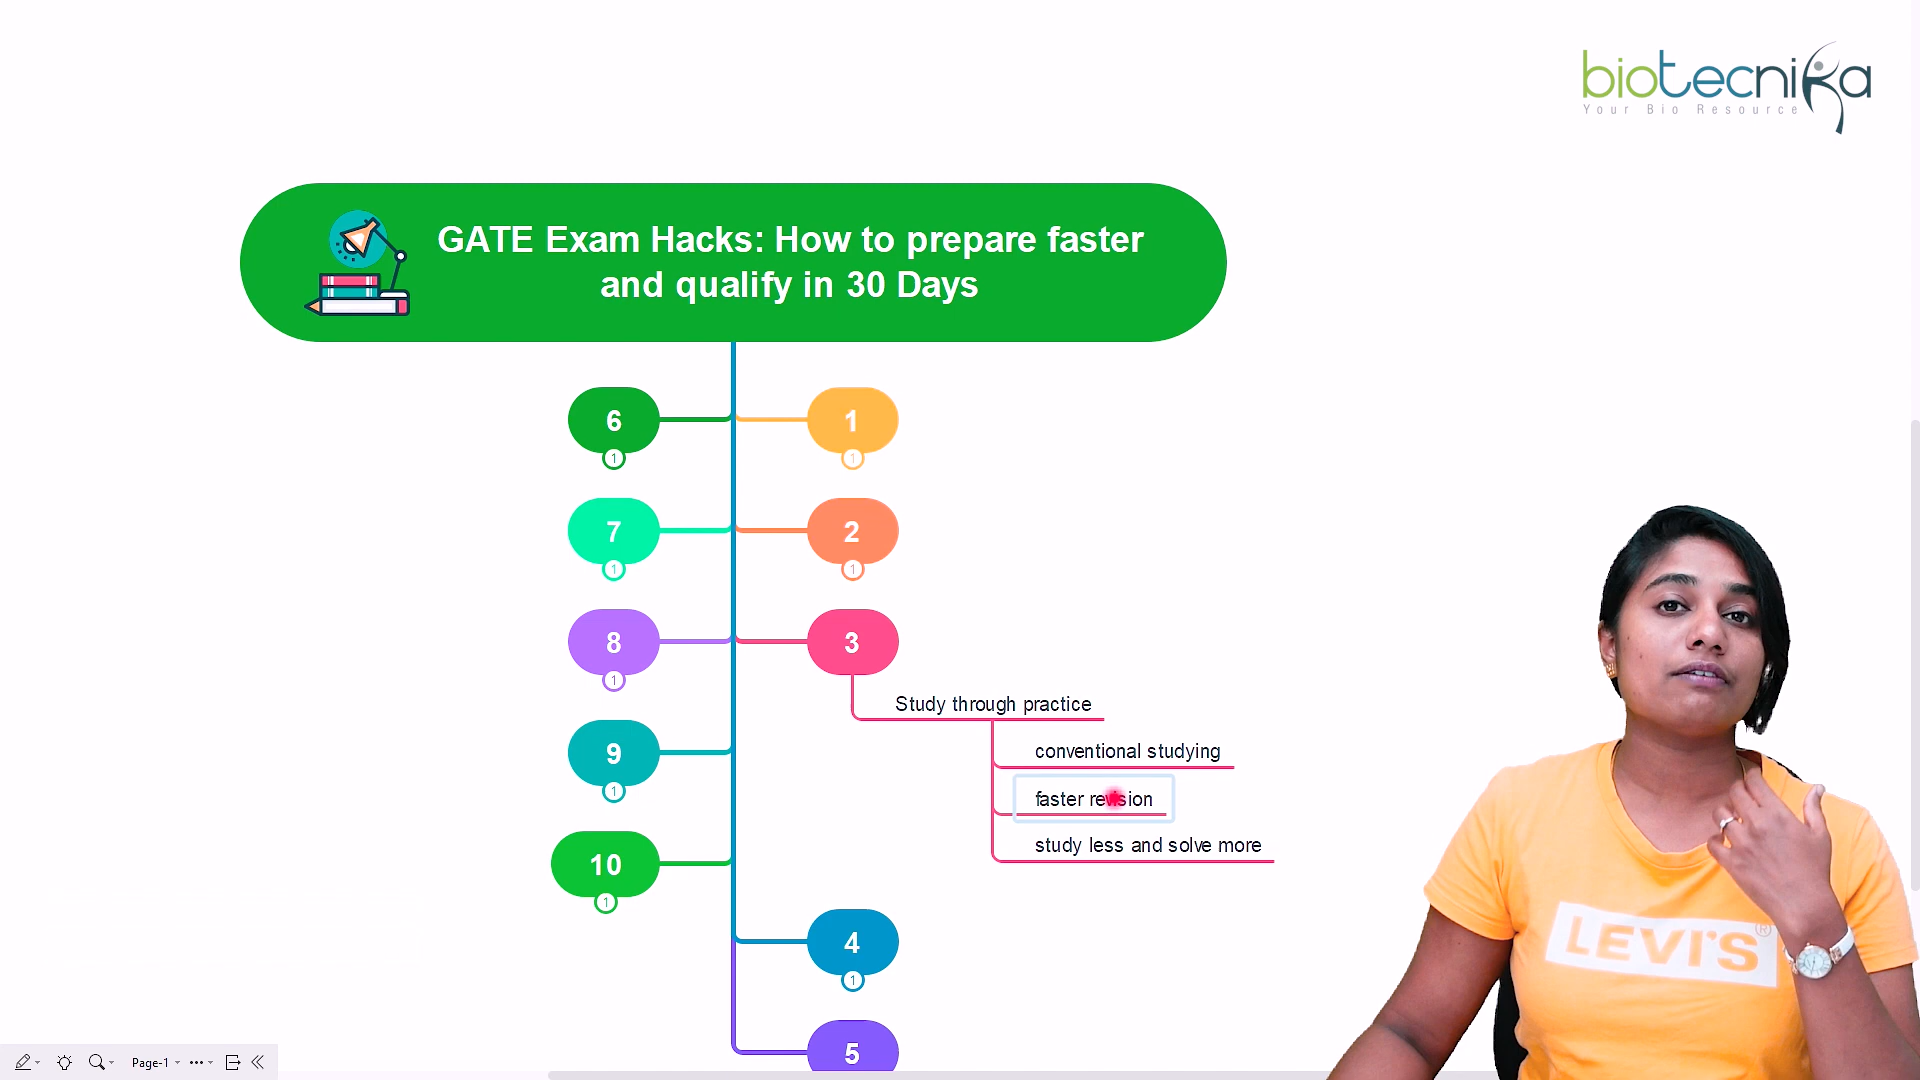 biotecnika
Your Bio Resource
GATE Exam Hacks: How to prepare faster
and qualify in 30 Days
6
1
1
1
7
1
2
1
8
1
3
Study through practice
conventional studying
faster revision
study less and solve more
9
1
10
1
4
1
5
LEVI'S®
Page-1